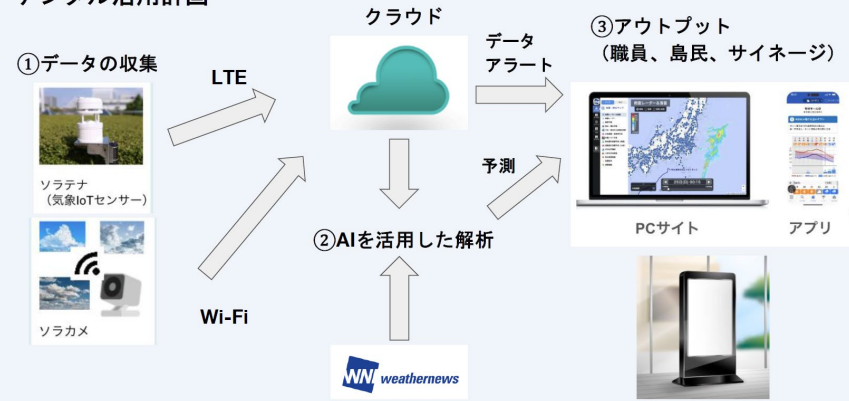 クラウド
①データの収集
LTE
データ
アラート
③アウトプット
（職員、島民、サイネージ）
ソラテナ
（気象IoTセンサー）
予測
PCサイト
アプリ
②AIを活用した解析
Wi-Fi
ソラカメ
WNI weathernews